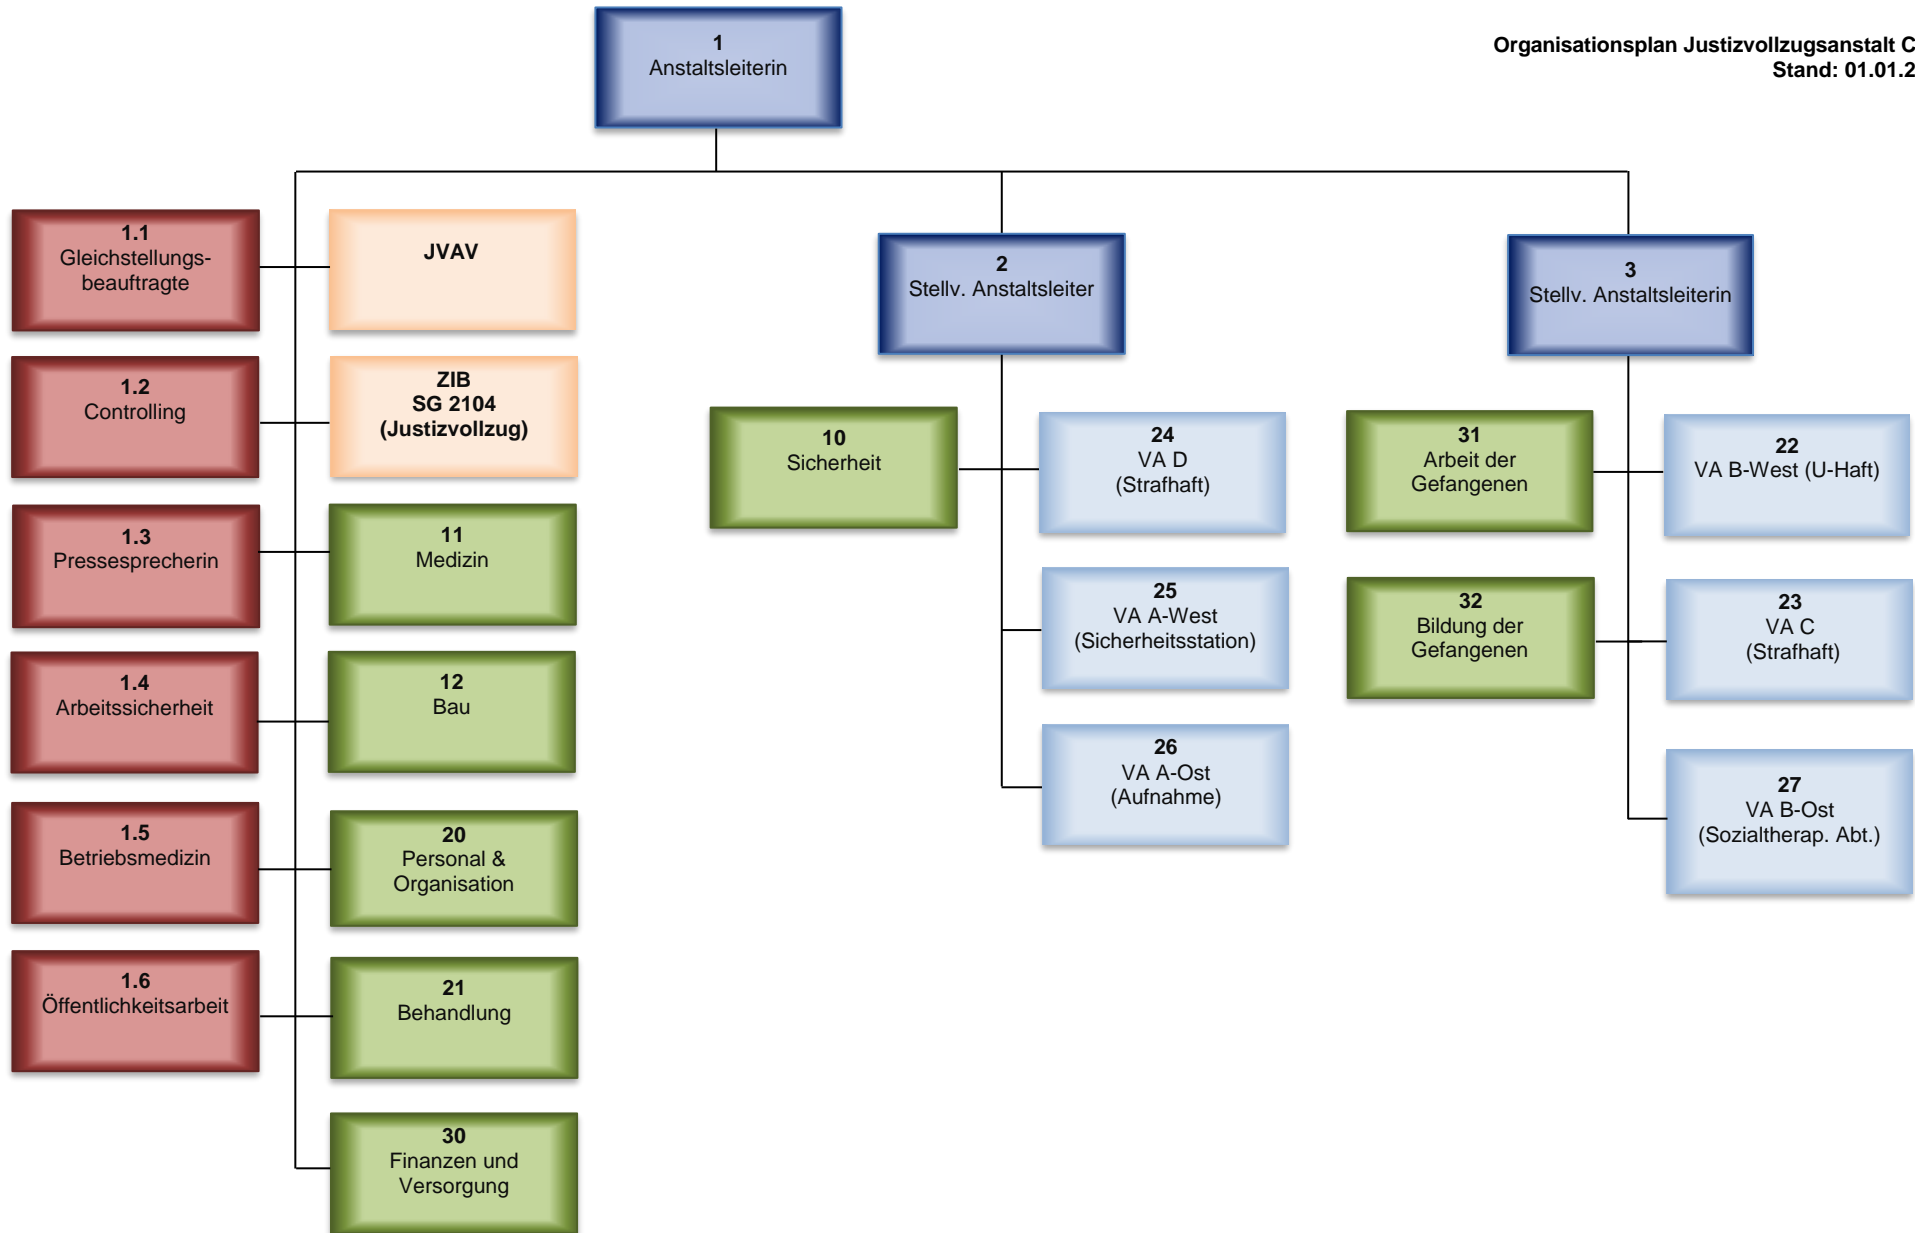 Organisationsplan Justizvollzugsanstalt C
Stand: 01.01.2
1
Anstaltsleiterin
1.1
Gleichstellungs-
beauftragte
JVAV
1.2
Controlling
ZIB
SG 2104
(Justizvollzug)
1.3
Pressesprecherin
11
Medizin
1.4
Arbeitssicherheit
12
Bau
1.5
Betriebsmedizin
20
Personal &
Organisation
1.6
Öffentlichkeitsarbeit
21
Behandlung
30
Finanzen und
Versorgung
2
Stellv. Anstaltsleiter
10
Sicherheit
24
VA D
(Strafhaft)
25
VA A-West
(Sicherheitsstation)
26
VA A-Ost
(Aufnahme)
3
Stellv. Anstaltsleiterin
31
Arbeit der
Gefangenen
22
VA B-West (U-Haft)
32
Bildung der
Gefangenen
23
VA C
(Strafhaft)
27
VA B-Ost
(Sozialtherap. Abt.)